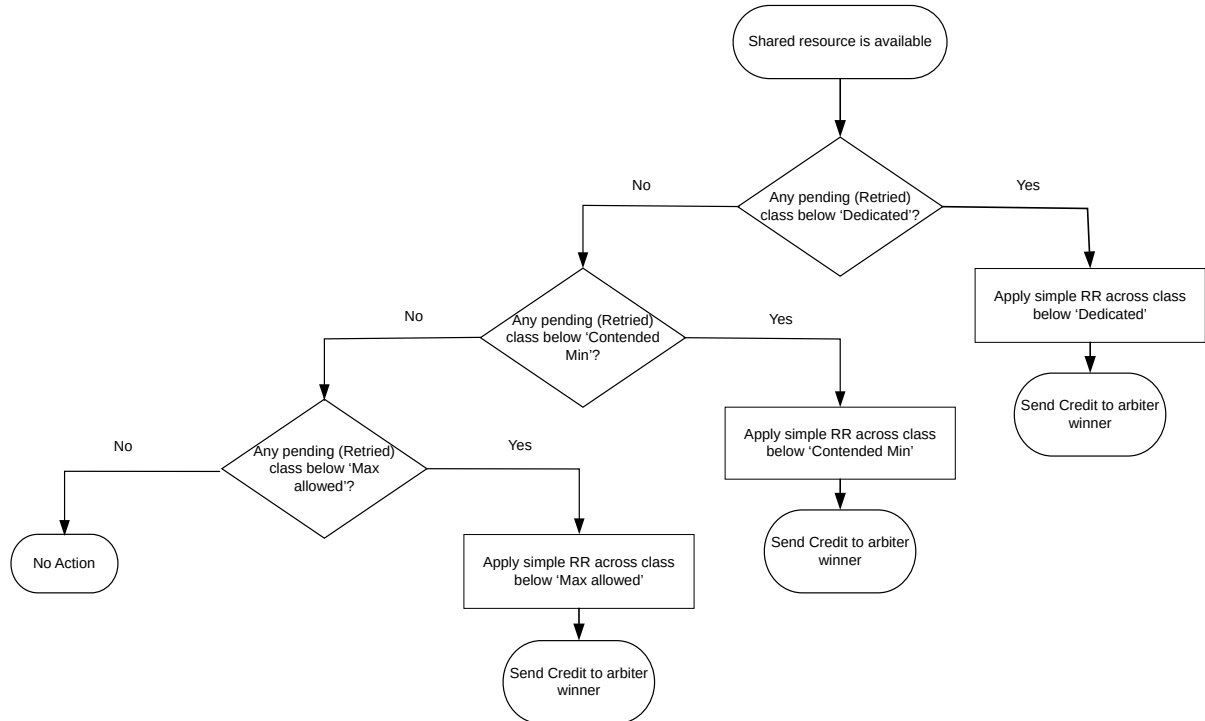 Shared resource is available
No
Yes
Any pending (Retried)
class below ‘Dedicated’?
Apply simple RR across class
below ‘Dedicated’
No
Yes
Any pending (Retried)
class below ‘Contended
Min’?
Send Credit to arbiter
winner
Apply simple RR across class
below ‘Contended Min’
No
Yes
Any pending (Retried)
class below ‘Max
allowed’?
Send Credit to arbiter
winner
No Action
Apply simple RR across class
below ‘Max allowed’
Send Credit to arbiter
winner